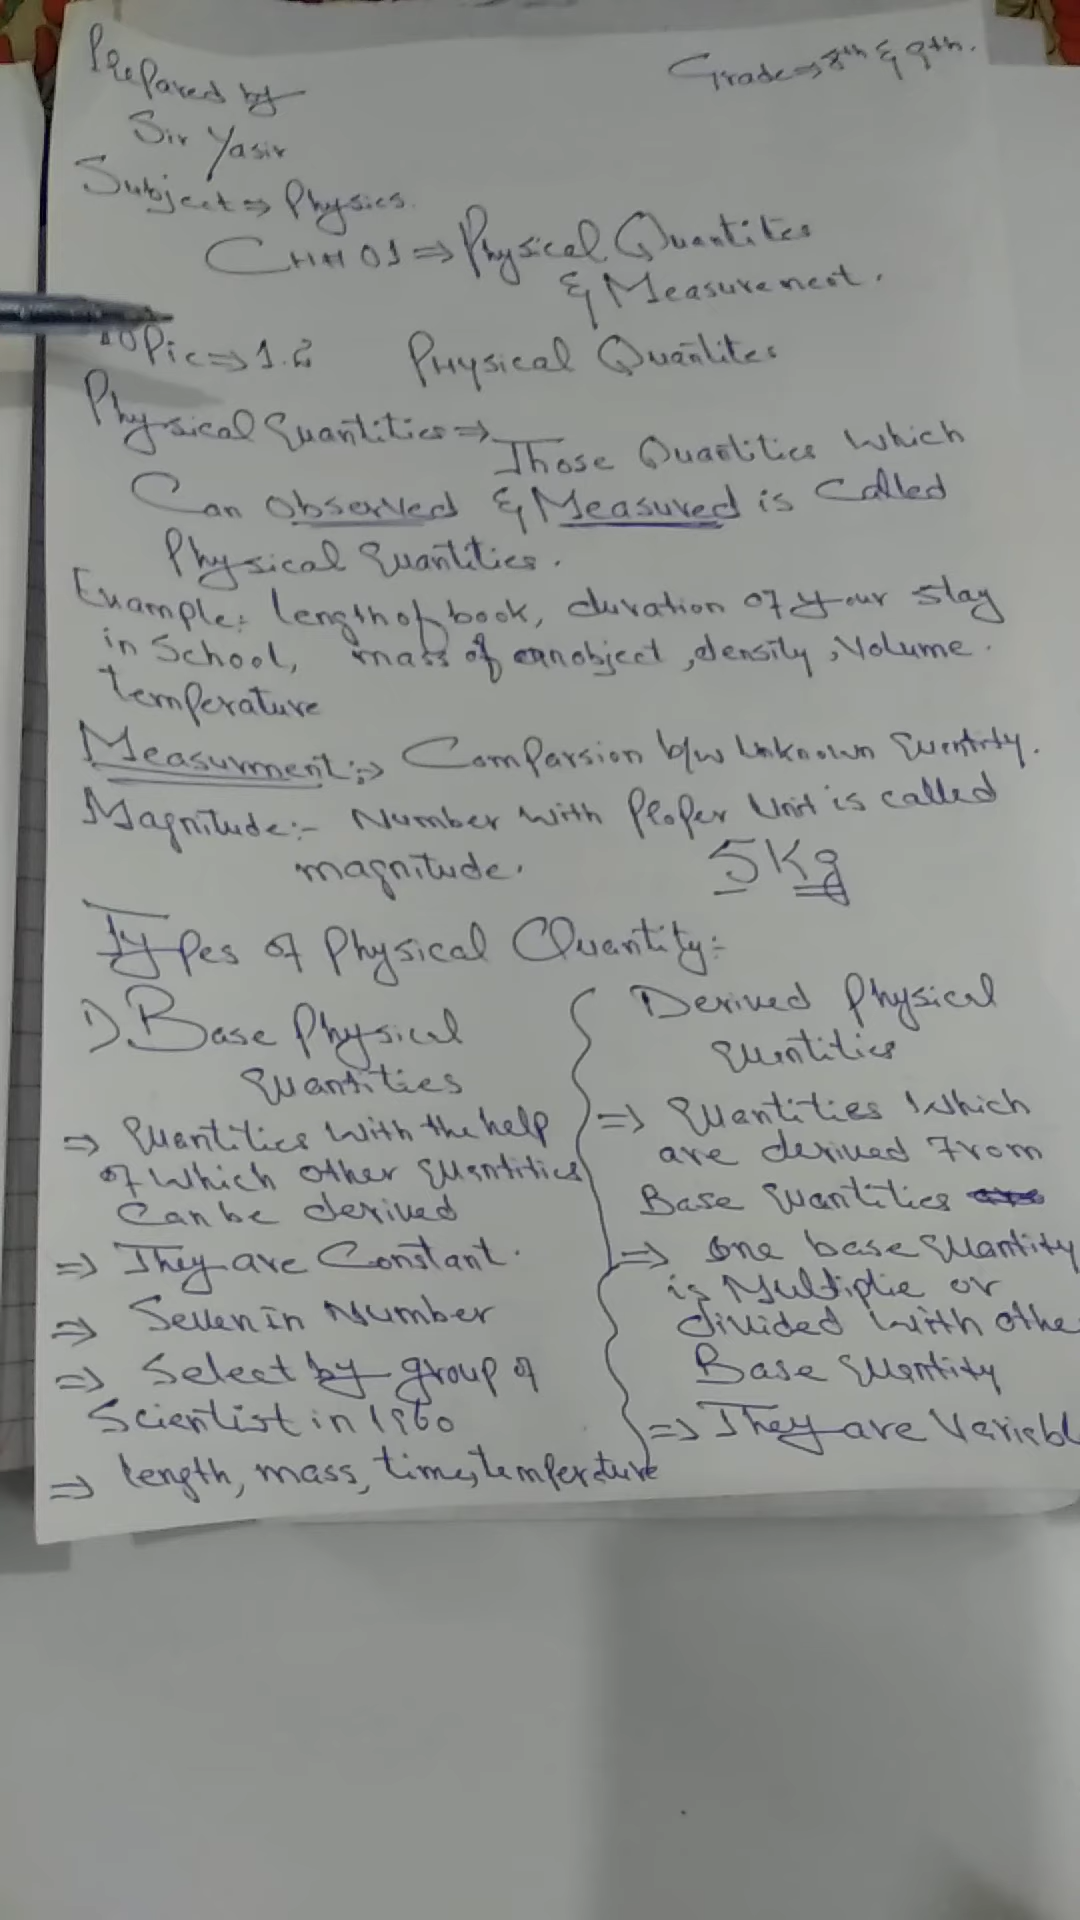 Prepared by
Grade => 8th & 9th.
Sir Yasir
Subject => Physics.
CHH 01 => Physical Quantites
& Measurement.
Topic => 1.2 Physical Quantites
Physical Quantities => Those Quantities which
Can Observed & Measured is Called
Physical Quantities.
Example: length of book, duration of your stay
in School, mass of an object, density, Volume.
temperature
Measurment :=> Comparsion b/w Unknown Quentity.
Magnitude:- Number with Proper Unit is called
magnitude. 5Kg
Types of Physical Quantity:-
1) Base Physical
Quantities
=> Quantities With the help
of Which other Quantities
Can be derived
=> They are Constant.
=> Seven in Number
=> Select by group of
Scientist in 1960
=> length, mass, time, temperature
Derived Physical
Quantities
=> Quantities Which
are derived From
Base Quantities
=> One base Quantity
is Multiplie or
divided with othe
Base Quantity
=> They are Variabl